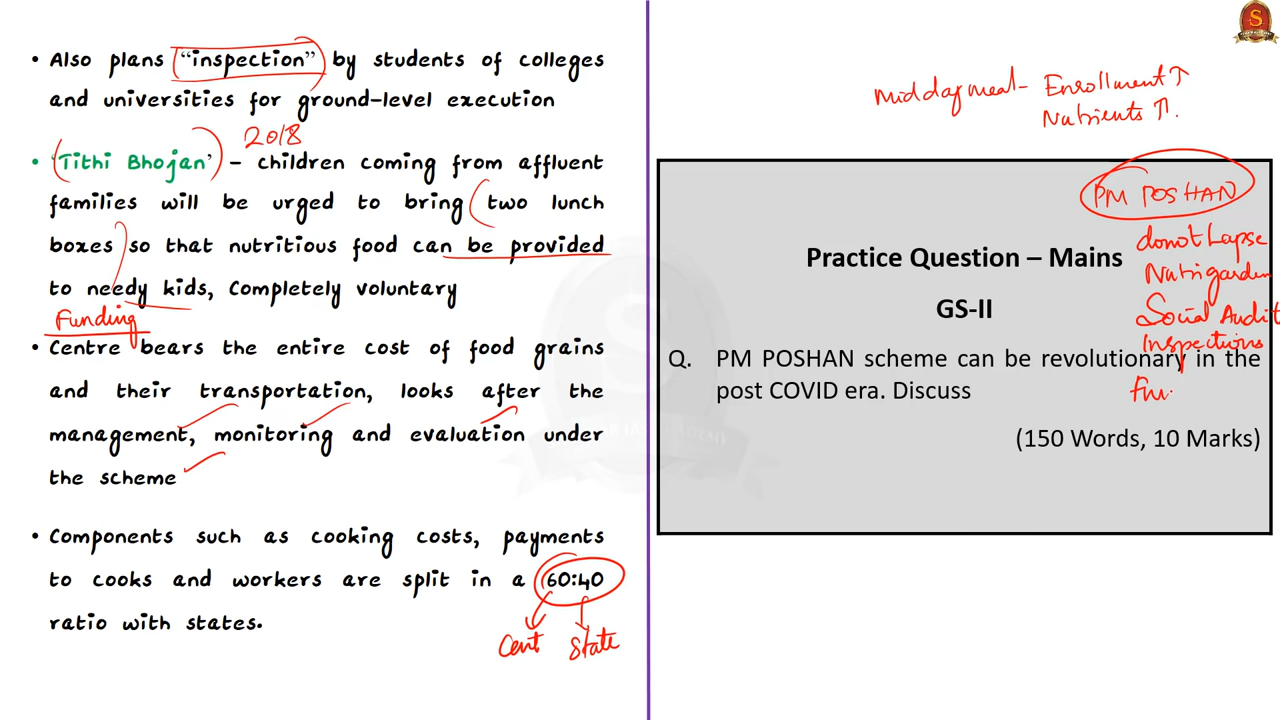 • Also plans “inspection” by students of colleges
and universities for ground-level execution
2018
• ‘Tithi Bhojan’ – children coming from affluent
families will be urged to bring two lunch
boxes so that nutritious food can be provided
to needy kids, Completely voluntary
Funding
• Centre bears the entire cost of food grains
and their transportation, looks after the
management, monitoring and evaluation under
the scheme
• Components such as cooking costs, payments
to cooks and workers are split in a 60:40
ratio with states.
Cent State
Midday meal - Enrollment ↑
Nutrients ↑.
PM POSHAN
donot Lapse
Nutrigarden
Social Audit
Inspections
Practice Question – Mains
GS-II
Q. PM POSHAN scheme can be revolutionary in the
post COVID era. Discuss
(150 Words, 10 Marks)